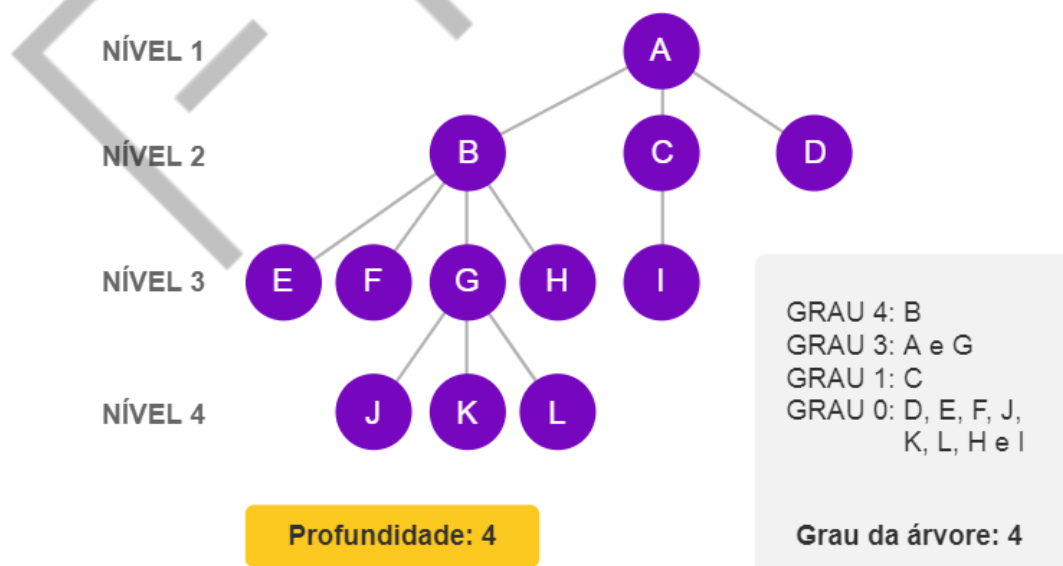 NÍVEL 1
A
NÍVEL 2
B
C
D
NÍVEL 3
E
F
G
H
I
NÍVEL 4
J
K
L
GRAU 4: B
GRAU 3: A e G
GRAU 1: C
GRAU 0: D, E, F, J,
K, L, H e I
Profundidade: 4
Grau da árvore: 4